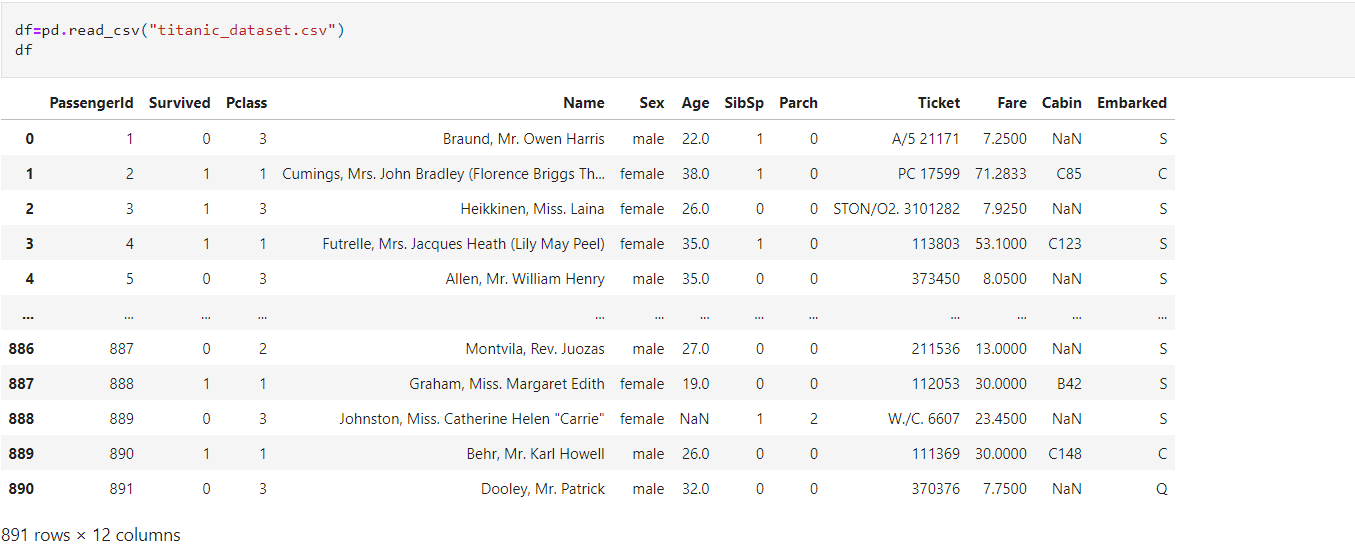 df=pd.read_csv("titanic_dataset.csv")
df
PassengerId Survived Pclass Name Sex Age SibSp Parch Ticket Fare Cabin Embarked
0 1 0 3 Braund, Mr. Owen Harris male 22.0 1 0 A/5 21171 7.2500 NaN S
1 2 1 1 Cumings, Mrs. John Bradley (Florence Briggs Th... female 38.0 1 0 PC 17599 71.2833 C85 C
2 3 1 3 Heikkinen, Miss. Laina female 26.0 0 0 STON/O2. 3101282 7.9250 NaN S
3 4 1 1 Futrelle, Mrs. Jacques Heath (Lily May Peel) female 35.0 1 0 113803 53.1000 C123 S
4 5 0 3 Allen, Mr. William Henry male 35.0 0 0 373450 8.0500 NaN S
... ... ... ... ... ... ... ... ... ... ... ... ...
886 887 0 2 Montvila, Rev. Juozas male 27.0 0 0 211536 13.0000 NaN S
887 888 1 1 Graham, Miss. Margaret Edith female 19.0 0 0 112053 30.0000 B42 S
888 889 0 3 Johnston, Miss. Catherine Helen "Carrie" female NaN 1 2 W./C. 6607 23.4500 NaN S
889 890 1 1 Behr, Mr. Karl Howell male 26.0 0 0 111369 30.0000 C148 C
890 891 0 3 Dooley, Mr. Patrick male 32.0 0 0 370376 7.7500 NaN Q
891 rows × 12 columns